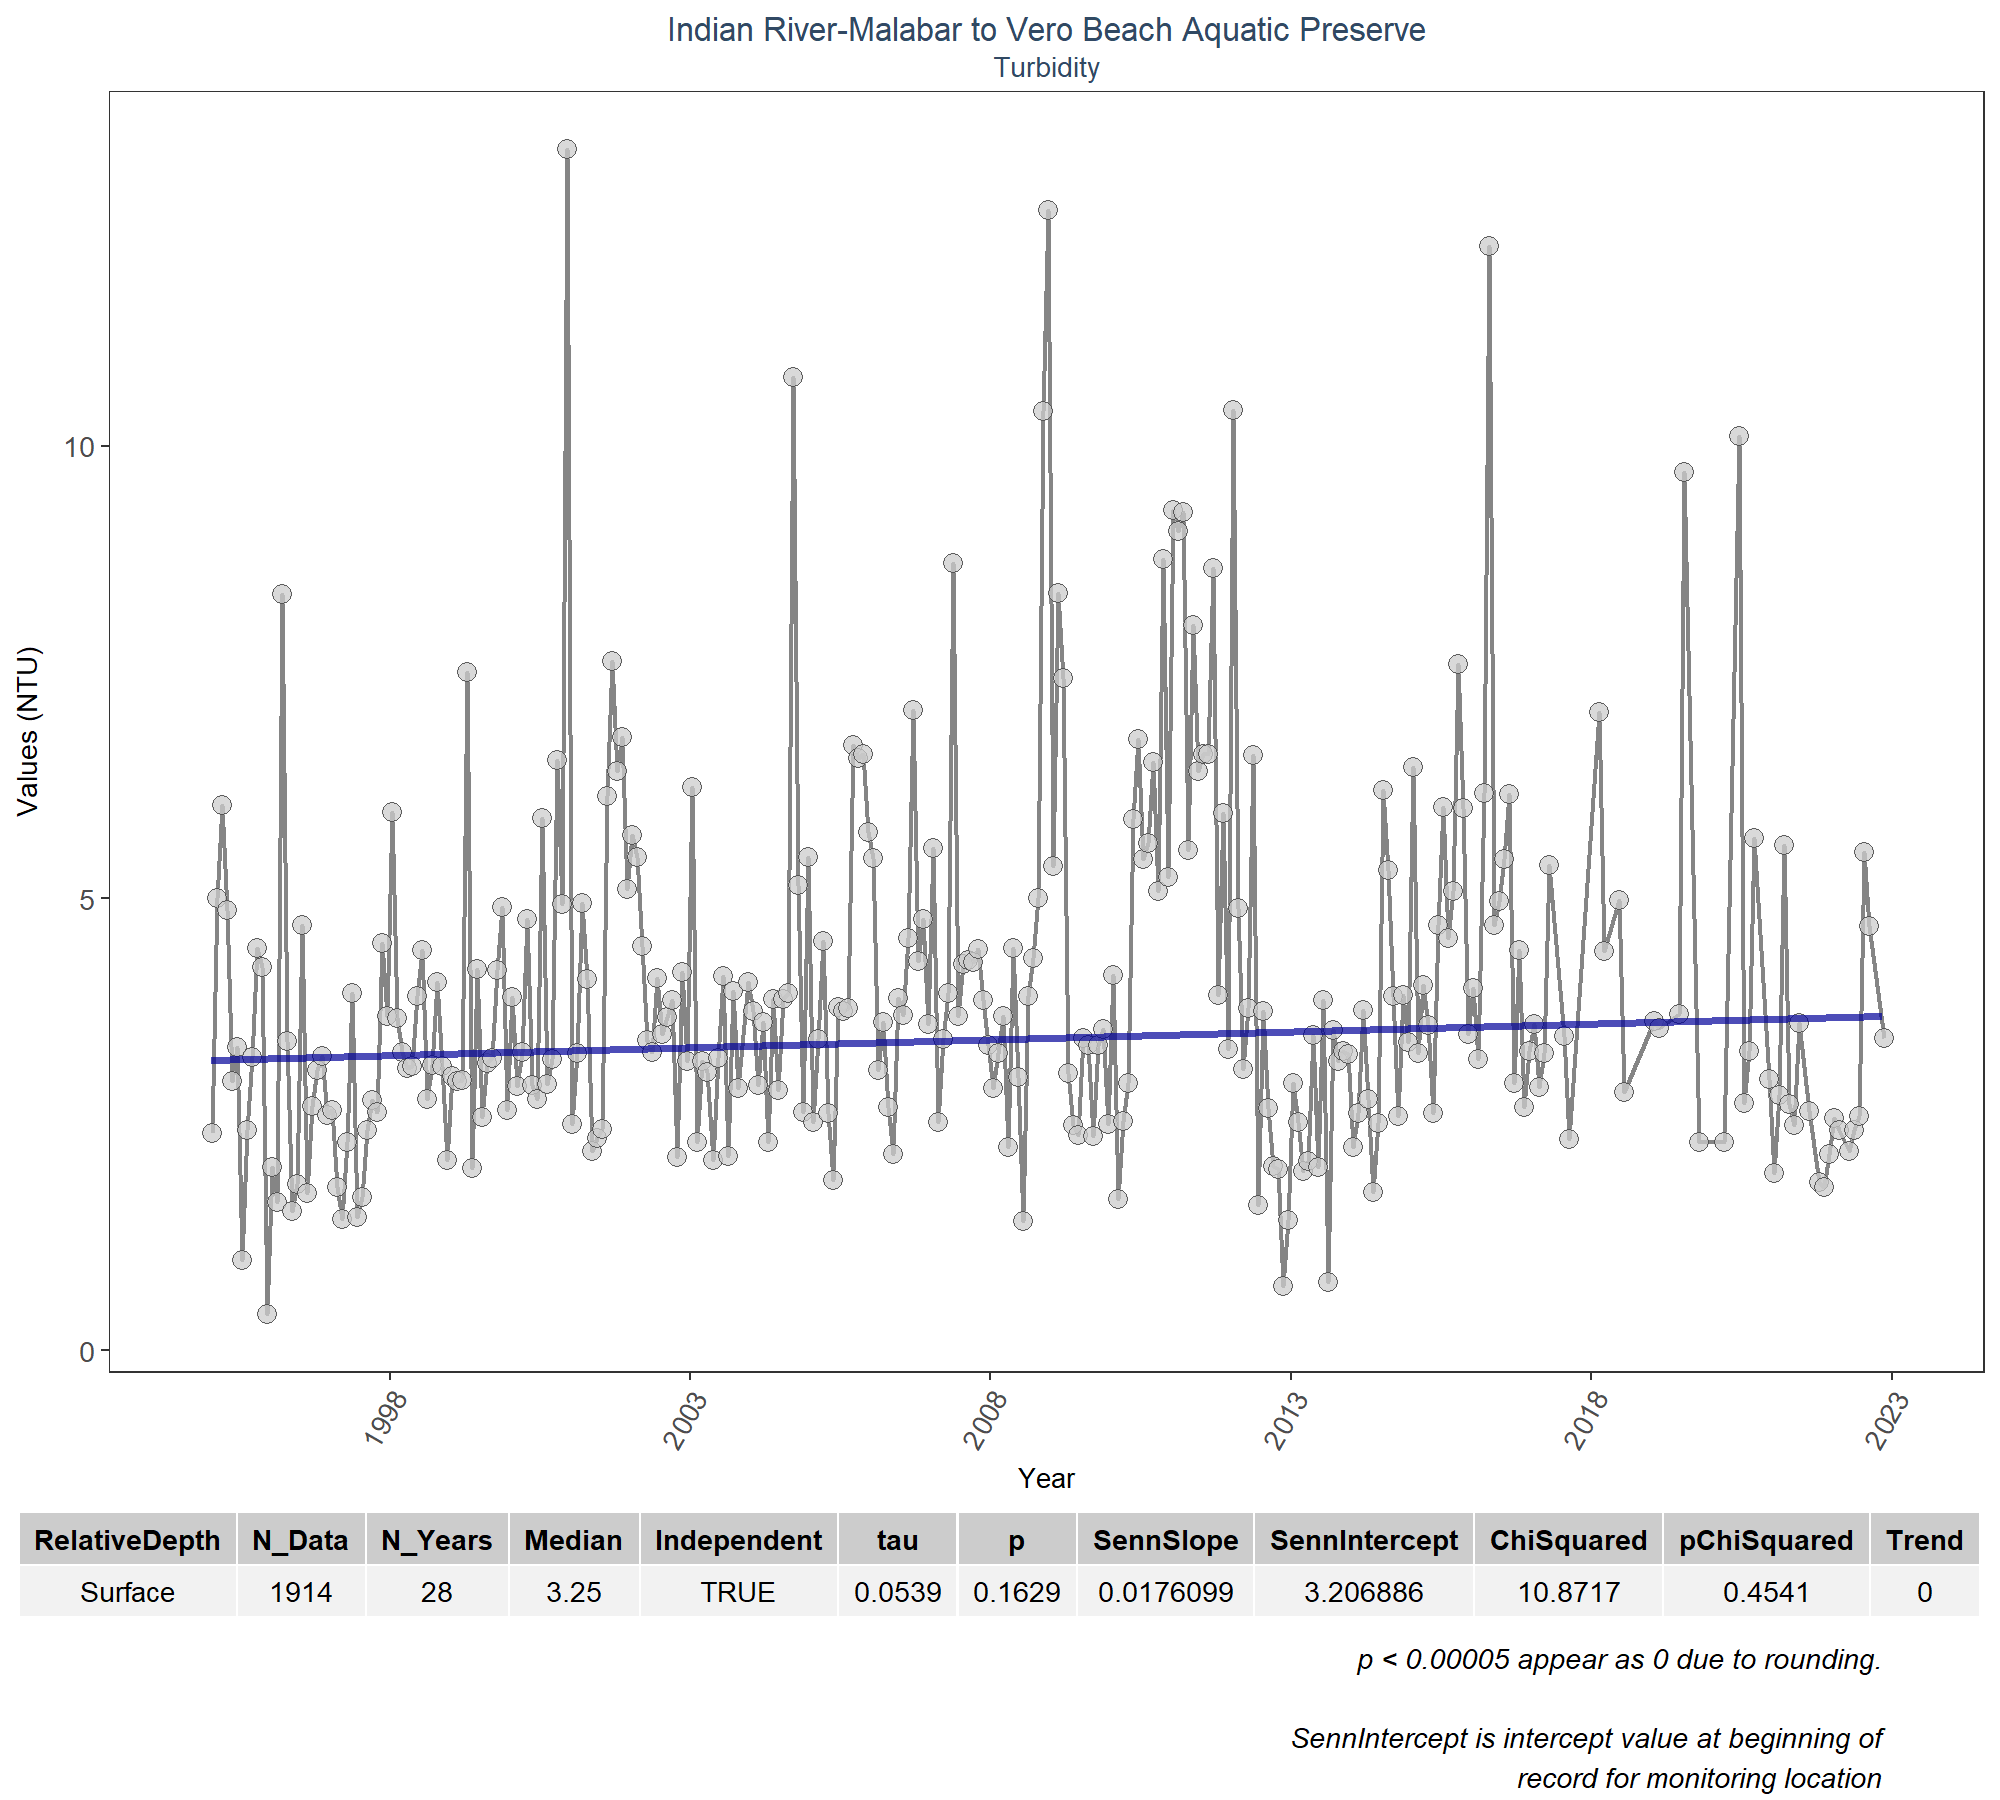 Indian River-Malabar to Vero Beach Aquatic Preserve
Turbidity
Values (NTU)
10
5
0
1998
2003
2008
2013
2018
2023
Year
RelativeDepth N_Data N_Years Median Independent tau p SennSlope SennIntercept ChiSquared pChiSquared Trend
Surface 1914 28 3.25 TRUE 0.0539 0.1629 0.0176099 3.206886 10.8717 0.4541 0
p < 0.00005 appear as 0 due to rounding.
SennIntercept is intercept value at beginning of
record for monitoring location